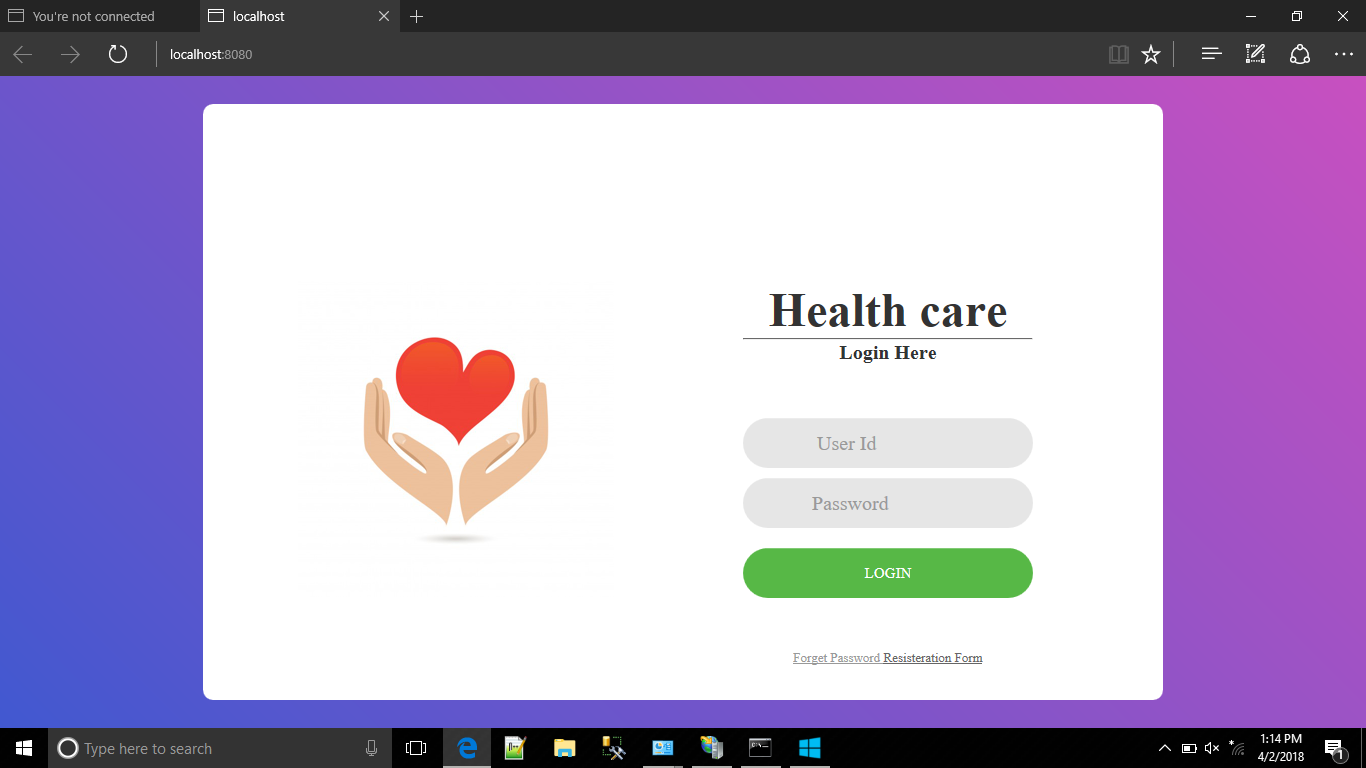 You're not connected
localhost
localhost:8080
Health care
Login Here
User Id
Password
LOGIN
Forget Password Resisteration Form
Type here to search
1:14 PM
4/2/2018
1